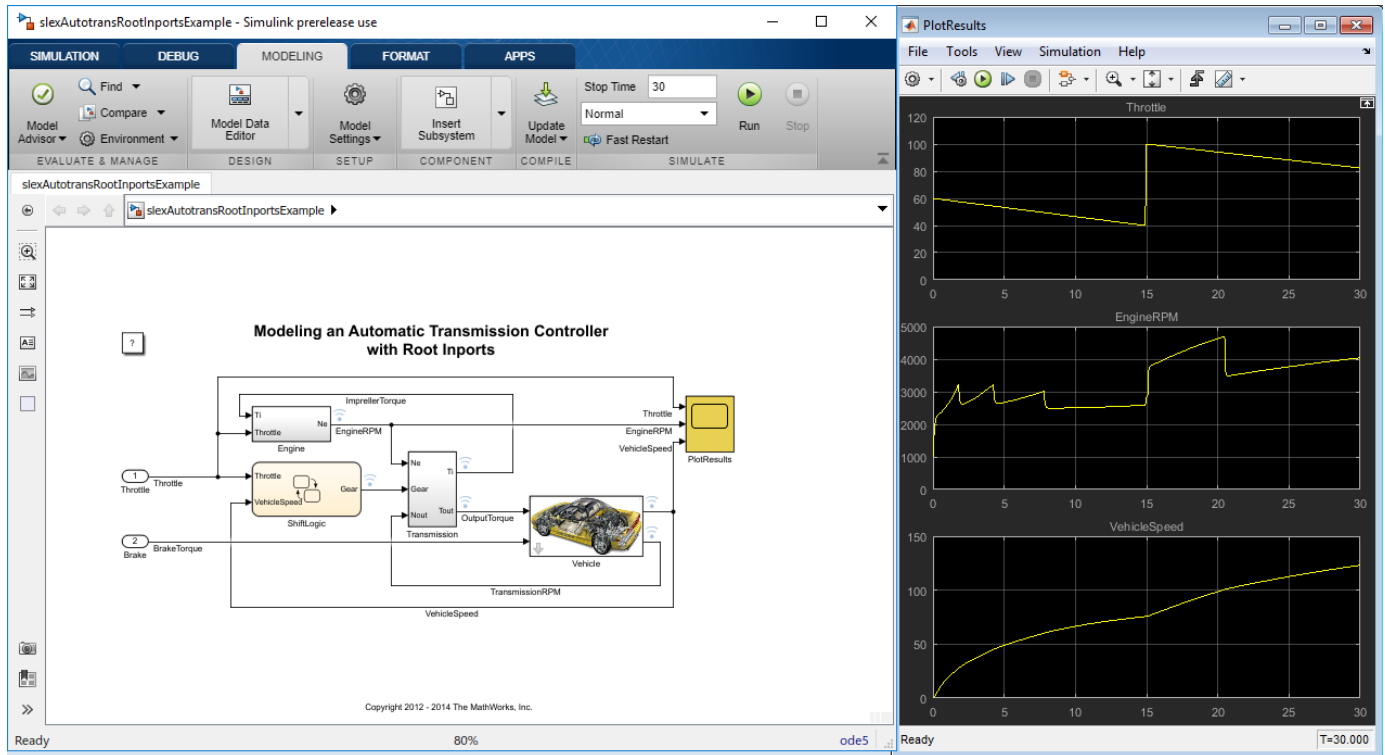 slexAutotransRootInportsExample - Simulink prerelease use
SIMULATION DEBUG MODELING FORMAT APPS
Model Advisor
Find
Compare
Environment
Model Data Editor
Model Settings
Insert Subsystem
Update Model
Stop Time 30
Normal
Fast Restart
Run
Stop
EVALUATE & MANAGE DESIGN SETUP COMPONENT COMPILE SIMULATE
slexAutotransRootInportsExample
slexAutotransRootInportsExample
Modeling an Automatic Transmission Controller
with Root Inports
?
ImprellerTorque
Ti
Throttle
Ne
EngineRPM
Engine
Throttle
EngineRPM
VehicleSpeed
PlotResults
1
Throttle
Throttle
Throttle
VehicleSpeed
Gear
ShiftLogic
Ne
Gear
Nout
Ti
Tout
Transmission
OutputTorque
2
Brake
BrakeTorque
Vehicle
TransmissionRPM
VehicleSpeed
Copyright 2012 - 2014 The MathWorks, Inc.
Ready 80% ode5
PlotResults
File Tools View Simulation Help
Throttle
120
100
80
60
40
20
0
0 5 10 15 20 25 30
EngineRPM
5000
4000
3000
2000
1000
0
0 5 10 15 20 25 30
VehicleSpeed
150
100
50
0
0 5 10 15 20 25 30
Ready T=30.000